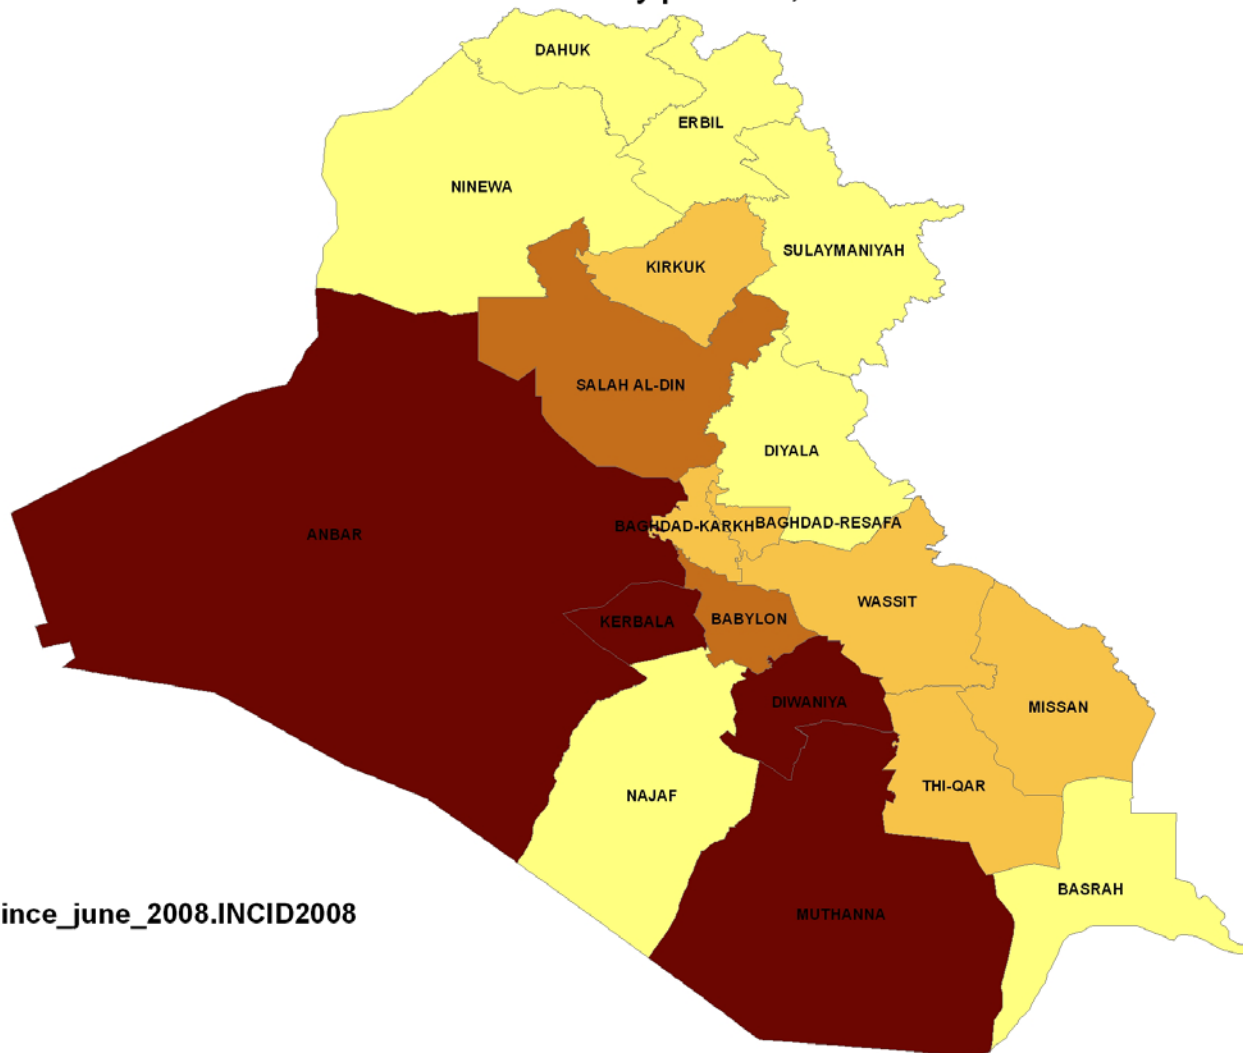 DAHUK
ERBIL
NINEWA
SULAYMANIYAH
KIRKUK
SALAH AL-DIN
DIYALA
BAGHDAD-KARKH
BAGHDAD-RESAFA
ANBAR
WASSIT
KERBALA
BABYLON
DIWANIYA
MISSAN
THI-QAR
NAJAF
BASRAH
MUTHANNA
ince_june_2008.INCID2008